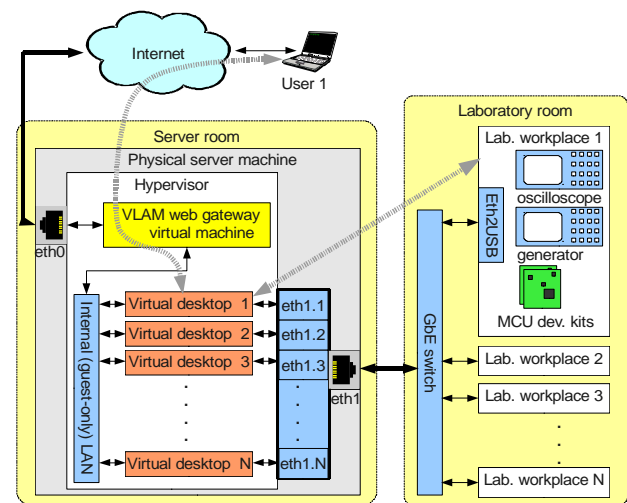 Internet
User 1
Server room
Physical server machine
Hypervisor
VLAM web gateway
virtual machine
eth0
Internal (guest-only) LAN
Virtual desktop 1
Virtual desktop 2
Virtual desktop 3
Virtual desktop N
eth1.1
eth1.2
eth1.3
eth1.N
eth1
Laboratory room
GbE switch
Lab. workplace 1
Eth2USB
oscilloscope
generator
MCU dev. kits
Lab. workplace 2
Lab. workplace 3
Lab. workplace N